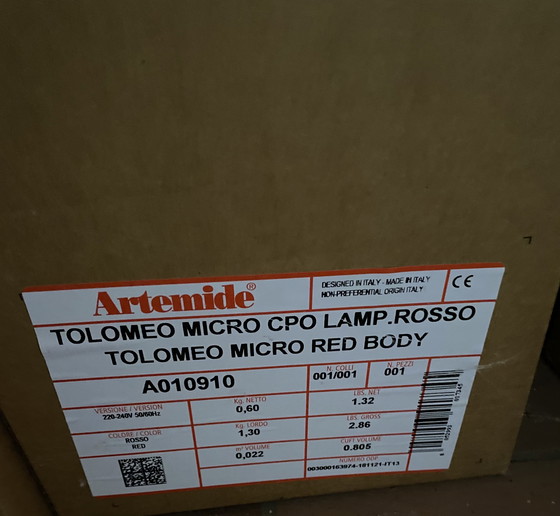 Artemide®
DESIGNED IN ITALY - MADE IN ITALY
NON-PREFERENTIAL ORIGIN ITALY
CE
TOLOMEO MICRO CPO LAMP.ROSSO
TOLOMEO MICRO RED BODY
A010910
N. COLLI
001/001
N. PEZZI
001
VERSIONE / VERSION
220-240V 50/60Hz
Kg. NETTO
0,60
LBS. NET
1.32
COLORE / COLOR
ROSSO
RED
Kg. LORDO
1,30
LBS. GROSS
2.86
m³ VOLUME
0,022
CUFT VOLUME
0.805
NUMERO ODP
003000163974-181121-IT13